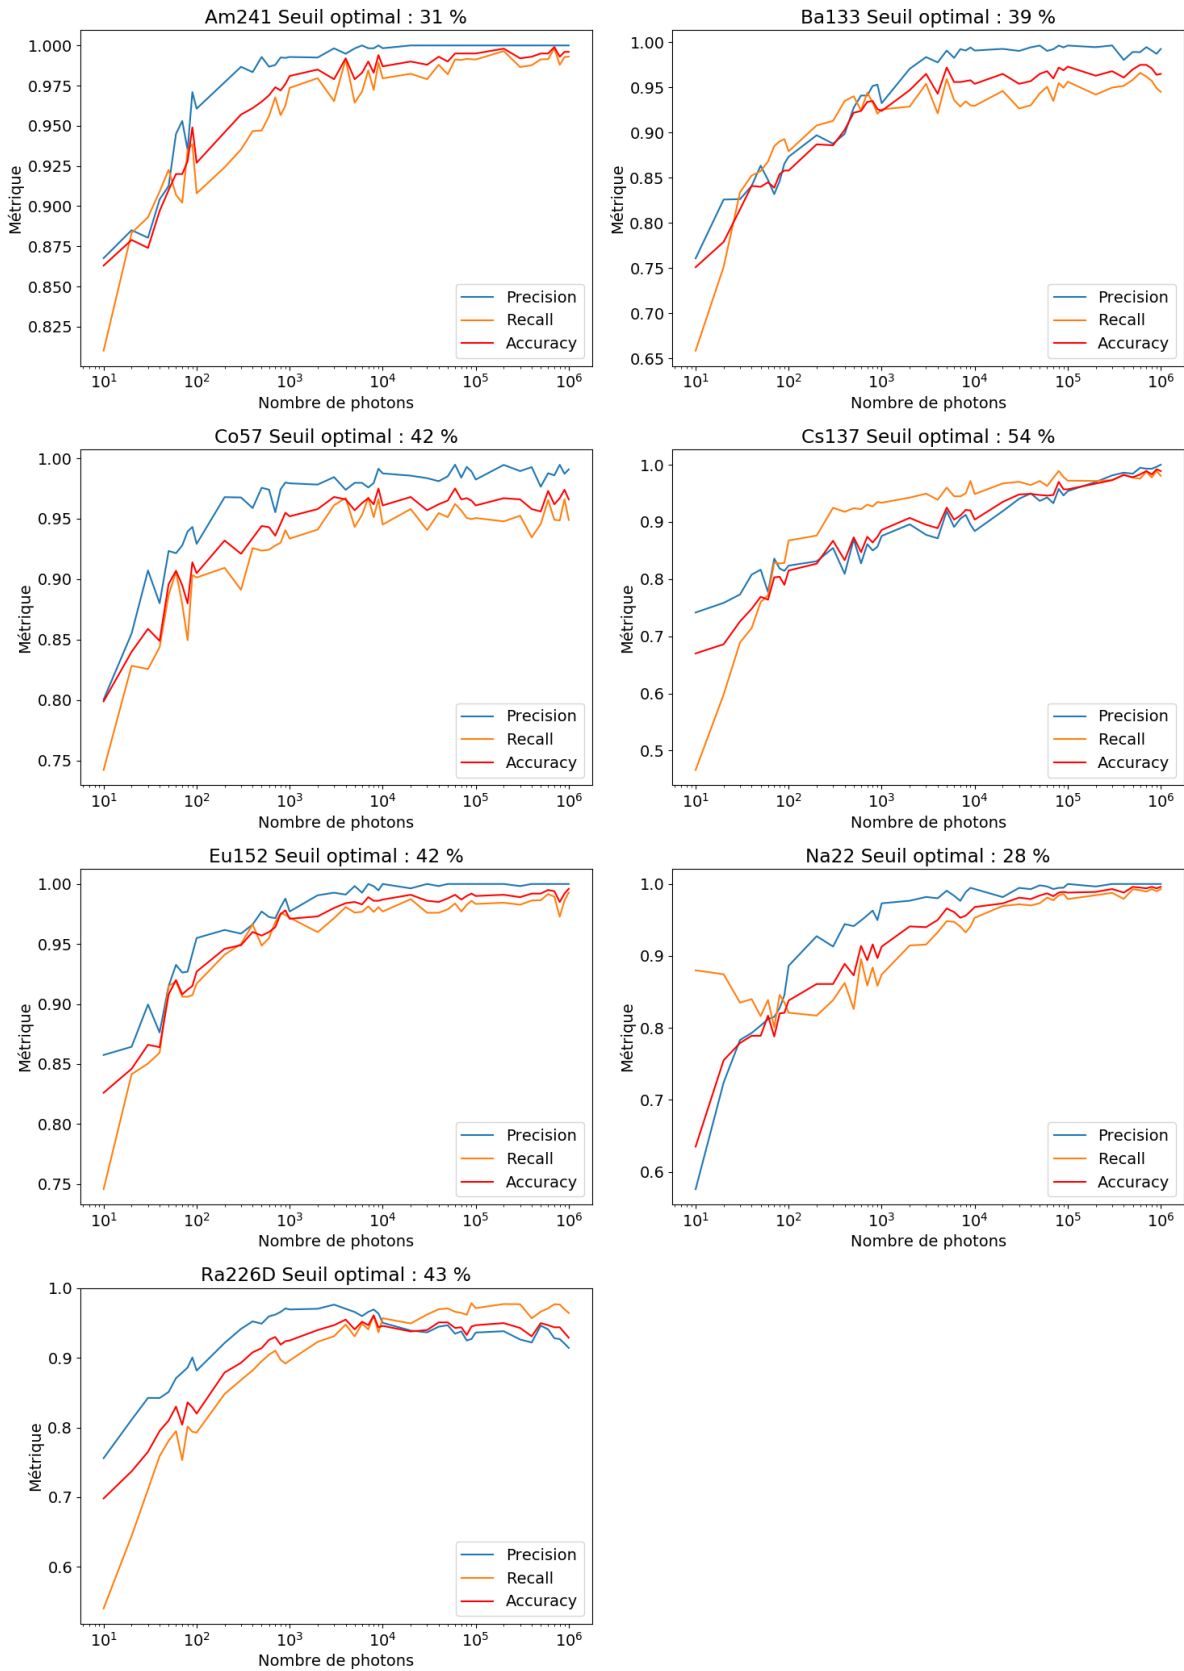 Am241 Seuil optimal : 31 %
Métrique
1.000
0.975
0.950
0.925
0.900
0.875
0.850
0.825
Precision
Recall
Accuracy
10¹ 10² 10³ 10⁴ 10⁵ 10⁶
Nombre de photons
Ba133 Seuil optimal : 39 %
Métrique
1.00
0.95
0.90
0.85
0.80
0.75
0.70
0.65
Precision
Recall
Accuracy
10¹ 10² 10³ 10⁴ 10⁵ 10⁶
Nombre de photons
Co57 Seuil optimal : 42 %
Métrique
1.00
0.95
0.90
0.85
0.80
0.75
Precision
Recall
Accuracy
10¹ 10² 10³ 10⁴ 10⁵ 10⁶
Nombre de photons
Cs137 Seuil optimal : 54 %
Métrique
1.0
0.9
0.8
0.7
0.6
0.5
Precision
Recall
Accuracy
10¹ 10² 10³ 10⁴ 10⁵ 10⁶
Nombre de photons
Eu152 Seuil optimal : 42 %
Métrique
1.00
0.95
0.90
0.85
0.80
0.75
Precision
Recall
Accuracy
10¹ 10² 10³ 10⁴ 10⁵ 10⁶
Nombre de photons
Na22 Seuil optimal : 28 %
Métrique
1.0
0.9
0.8
0.7
0.6
Precision
Recall
Accuracy
10¹ 10² 10³ 10⁴ 10⁵ 10⁶
Nombre de photons
Ra226D Seuil optimal : 43 %
Métrique
1.0
0.9
0.8
0.7
0.6
Precision
Recall
Accuracy
10¹ 10² 10³ 10⁴ 10⁵ 10⁶
Nombre de photons